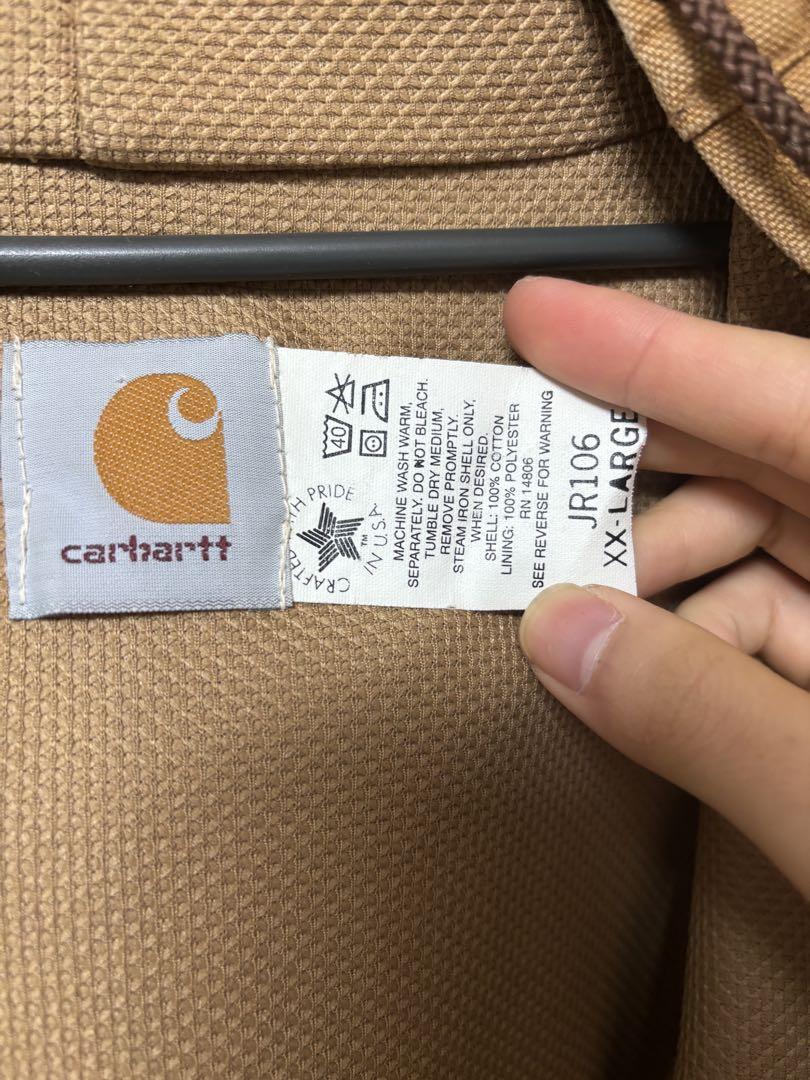 carhartt
CRAFTED WITH PRIDE
IN U.S.A.
TM
40
MACHINE WASH WARM,
SEPARATELY. DO NOT BLEACH.
TUMBLE DRY MEDIUM,
REMOVE PROMPTLY.
STEAM IRON SHELL ONLY,
WHEN DESIRED.
SHELL: 100% COTTON
LINING: 100% POLYESTER
RN 14806
SEE REVERSE FOR WARNING
JR106
XX-LARGE